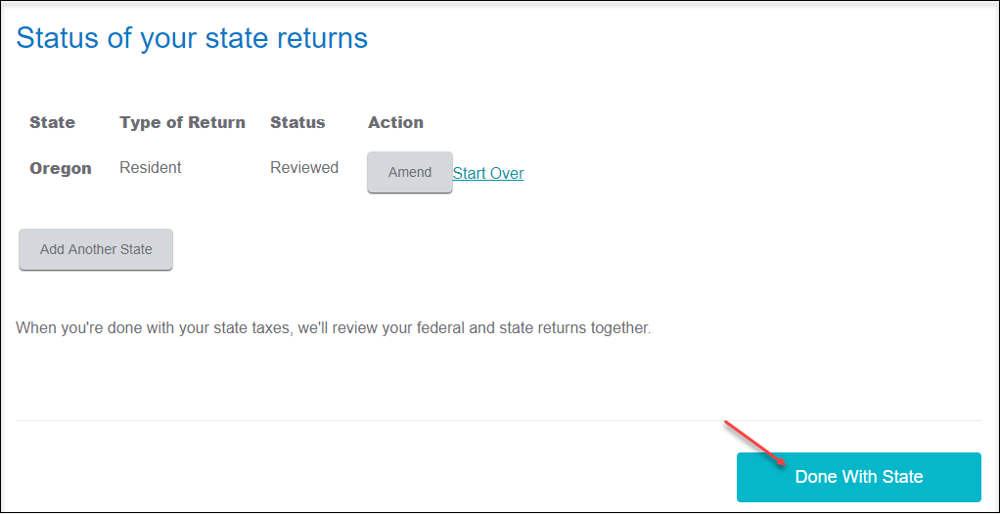 Status of your state returns
State Type of Return Status Action
Oregon Resident Reviewed Amend Start Over
Add Another State
When you're done with your state taxes, we'll review your federal and state returns together.
Done With State